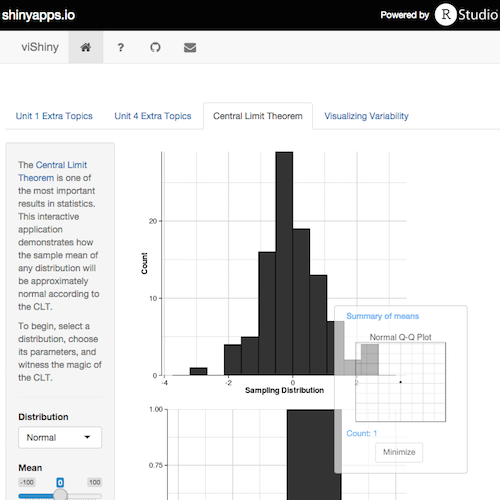 shinyapps.io
Powered by R Studio
viShiny
?
Unit 1 Extra Topics
Unit 4 Extra Topics
Central Limit Theorem
Visualizing Variability
The Central Limit
Theorem is one of
the most important
results in statistics.
This interactive
application
demonstrates how
the sample mean of
any distribution will
be approximately
normal according to
the CLT.
To begin, select a
distribution, choose
its parameters, and
witness the magic of
the CLT.
Distribution
Normal
Mean
-100 0 100
Count
20
10
0
-4 -2 0 2
Sampling Distribution
Summary of means
Normal Q-Q Plot
Count: 1
Minimize
1.00
0.75